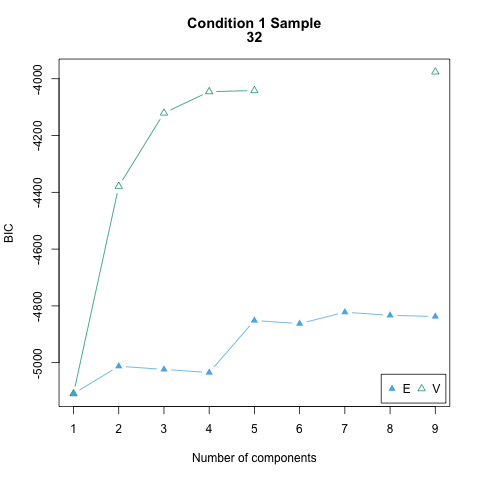 Condition 1 Sample
32
BIC
-4000
-4200
-4400
-4600
-4800
-5000
E V
1 2 3 4 5 6 7 8 9
Number of components